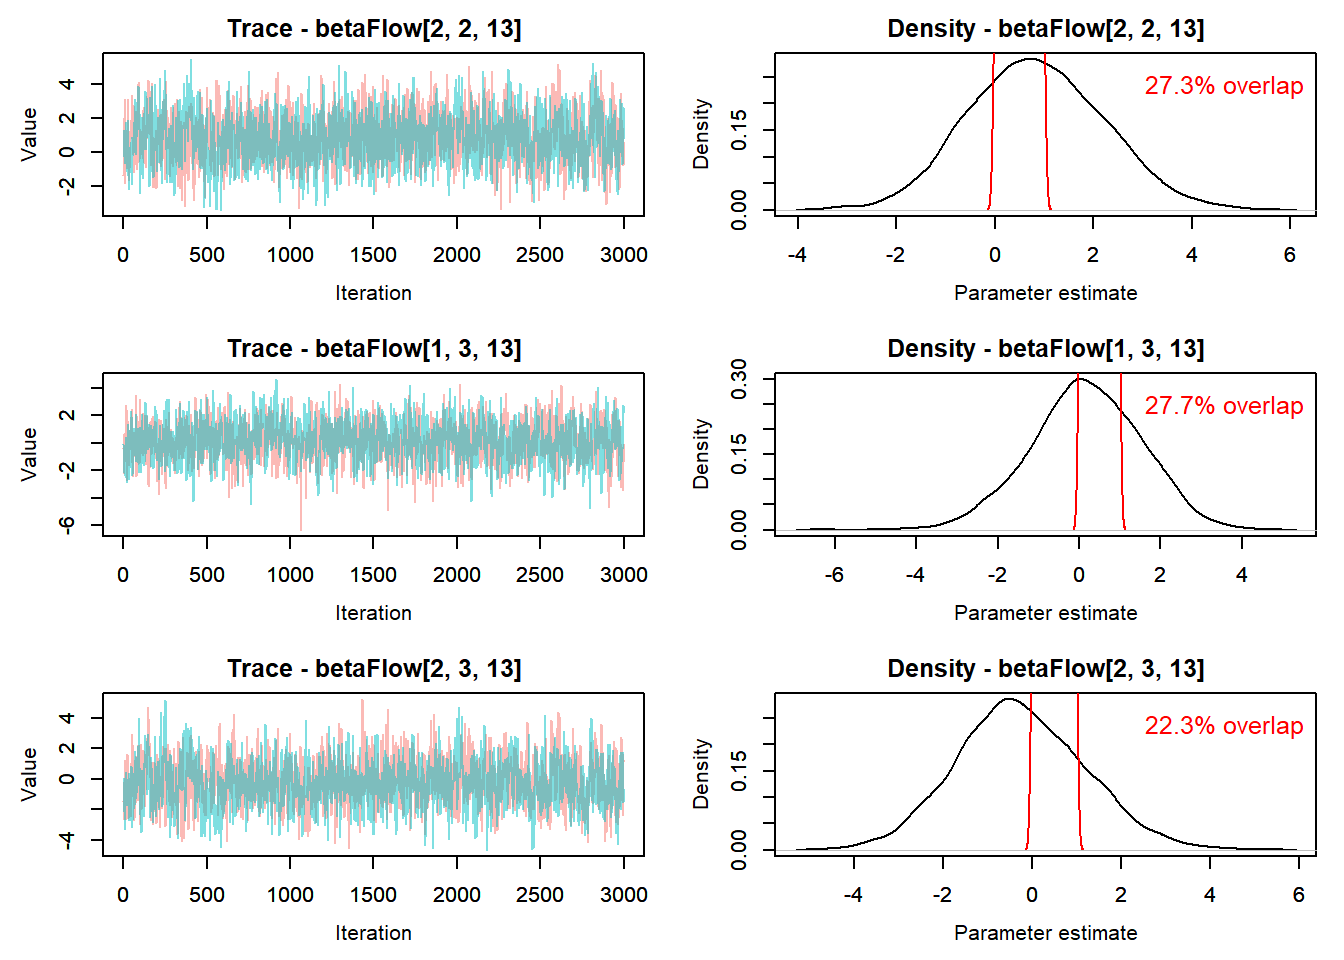 Trace - betaFlow[2, 2, 13]
Value
-2 0 2 4
0 500 1000 1500 2000 2500 3000
Iteration
Density - betaFlow[2, 2, 13]
27.3% overlap
Density
0.00 0.15
-4 -2 0 2 4 6
Parameter estimate
Trace - betaFlow[1, 3, 13]
Value
-6 -2 2
0 500 1000 1500 2000 2500 3000
Iteration
Density - betaFlow[1, 3, 13]
27.7% overlap
Density
0.00 0.15 0.30
-6 -4 -2 0 2 4
Parameter estimate
Trace - betaFlow[2, 3, 13]
Value
-4 0 2 4
0 500 1000 1500 2000 2500 3000
Iteration
Density - betaFlow[2, 3, 13]
22.3% overlap
Density
0.00 0.15
-4 -2 0 2 4 6
Parameter estimate